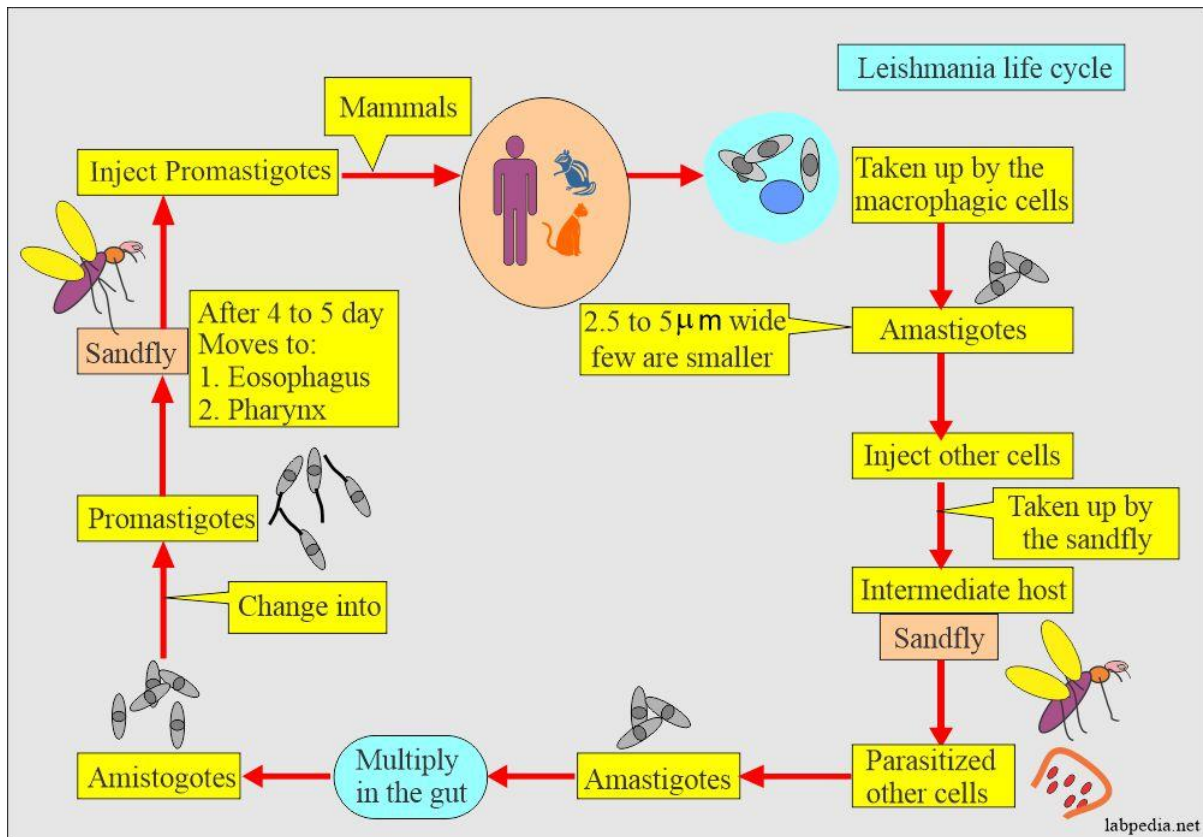 Leishmania life cycle
Mammals
Inject Promastigotes
Taken up by the
macrophagic cells
2.5 to 5 μm wide
few are smaller
Amastigotes
After 4 to 5 day
Moves to:
1. Eosophagus
2. Pharynx
Sandfly
Inject other cells
Promastigotes
Taken up by
the sandfly
Intermediate host
Sandfly
Change into
Parasitized
other cells
Amastigotes
Multiply
in the gut
Amistogotes
labpedia.net